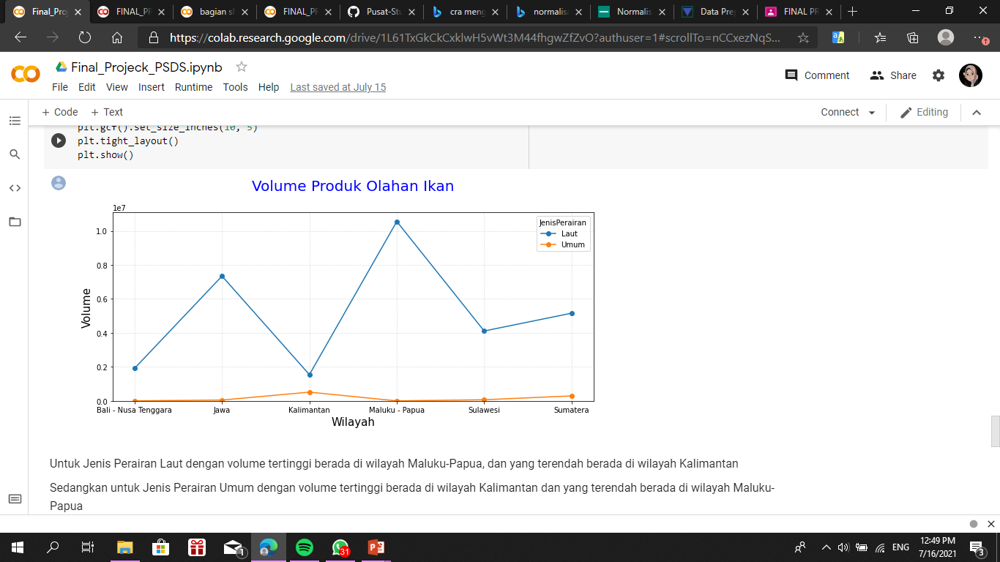 Final_Proj
FINAL_PR
bagian sl
FINAL_PR
Pusat-Stu
cra meng
normalisa
Normalis
Data Prep
FINAL PR
https://colab.research.google.com/drive/1L61TxGkCkCxklwH5vWt3M44fhgwZfZvO?authuser=1#scrollTo=nCCxezNqS...
Final_Projeck_PSDS.ipynb
Comment
Share
File Edit View Insert Runtime Tools Help Last saved at July 15
+ Code + Text
Connect
Editing
plt.gcf().set_size_inches(10, 5)
plt.tight_layout()
plt.show()
Volume Produk Olahan Ikan
1e7
JenisPerairan
Laut
Umum
1.0
0.8
0.6
0.4
0.2
0.0
Volume
Bali - Nusa Tenggara Jawa Kalimantan Maluku - Papua Sulawesi Sumatera
Wilayah
Untuk Jenis Perairan Laut dengan volume tertinggi berada di wilayah Maluku-Papua, dan yang terendah berada di wilayah Kalimantan
Sedangkan untuk Jenis Perairan Umum dengan volume tertinggi berada di wilayah Kalimantan dan yang terendah berada di wilayah Maluku-
Papua
1
31
ENG
12:49 PM
7/16/2021
3